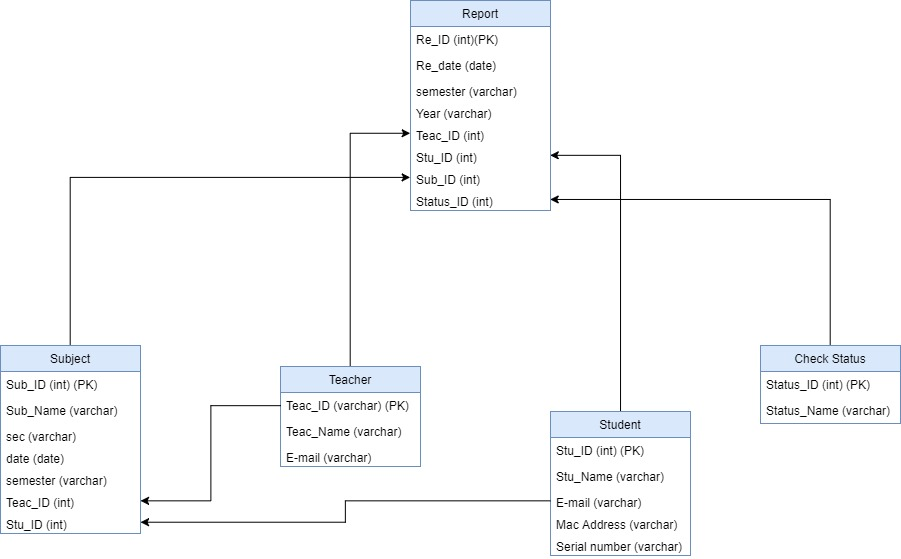 Report
Re_ID (int)(PK)
Re_date (date)
semester (varchar)
Year (varchar)
Teac_ID (int)
Stu_ID (int)
Sub_ID (int)
Status_ID (int)
Subject
Sub_ID (int) (PK)
Sub_Name (varchar)
sec (varchar)
date (date)
semester (varchar)
Teac_ID (int)
Stu_ID (int)
Teacher
Teac_ID (varchar) (PK)
Teac_Name (varchar)
E-mail (varchar)
Student
Stu_ID (int) (PK)
Stu_Name (varchar)
E-mail (varchar)
Mac Address (varchar)
Serial number (varchar)
Check Status
Status_ID (int) (PK)
Status_Name (varchar)